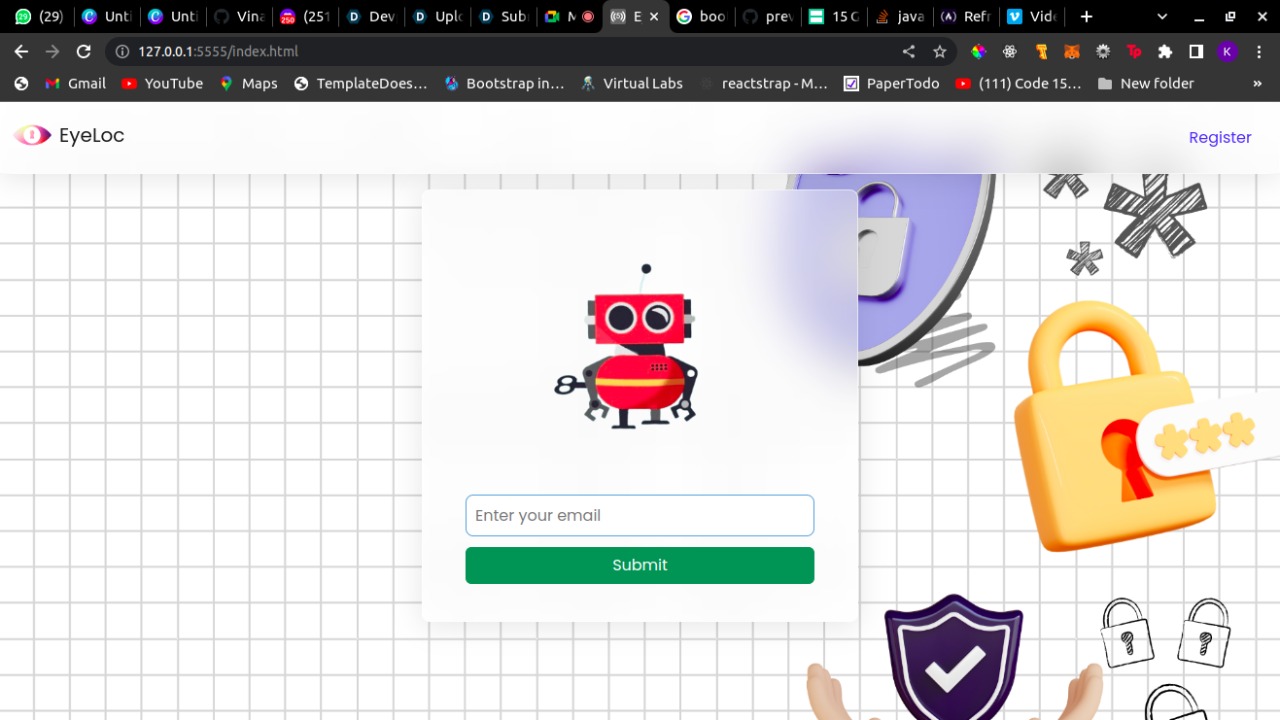 (29)
Unti
Unti
Vina
250
(251
Dev
Uplo
Sub
M
E
boo
prev
15 G
java
Refr
Vide
127.0.0.1:5555/index.html
K
Gmail
YouTube
Maps
TemplateDoes...
Bootstrap in...
Virtual Labs
reactstrap - M...
PaperTodo
(111) Code 15...
New folder
»
EyeLoc
Register
***
Enter your email
Submit